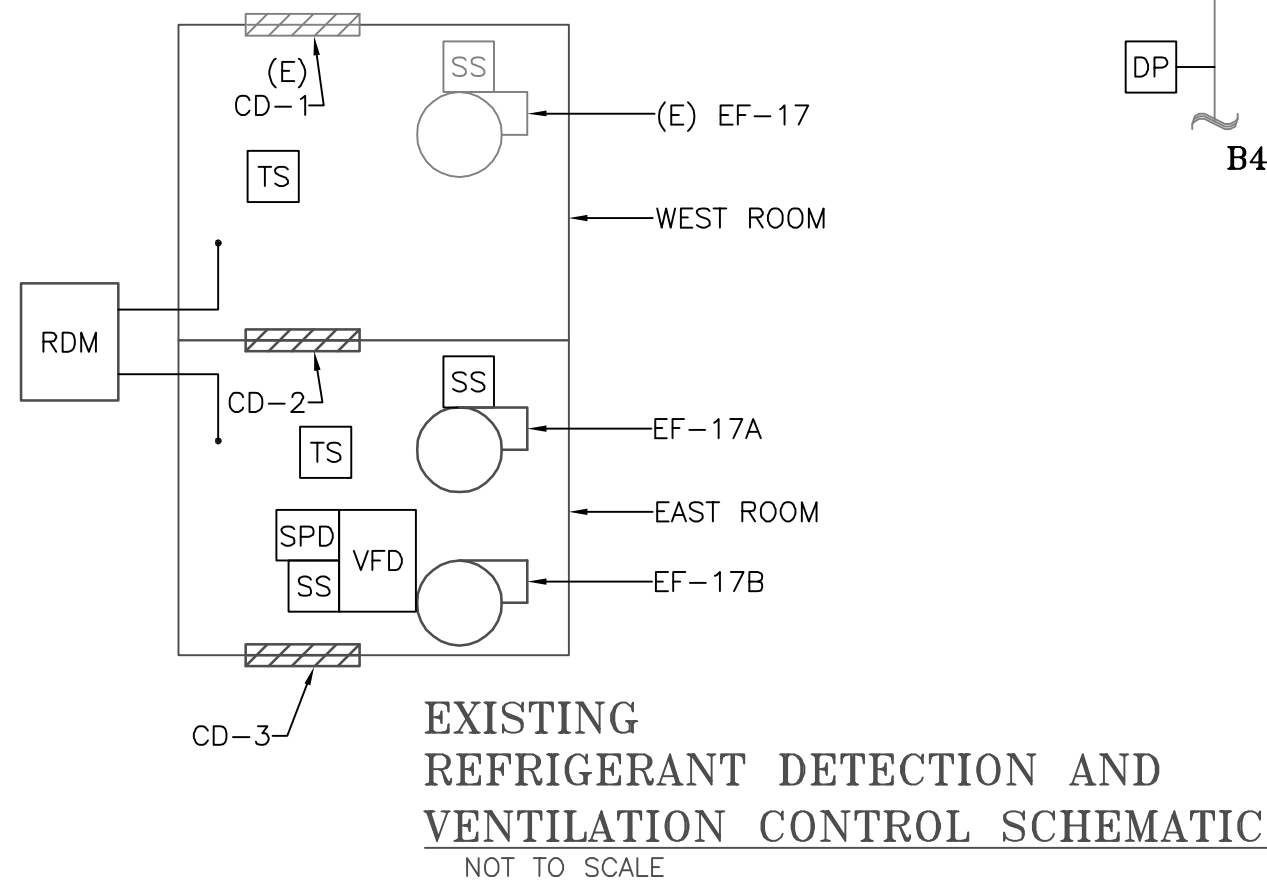 (E)
CD-1
SS
(E) EF-17
DP
B4
TS
WEST ROOM
RDM
CD-2
SS
EF-17A
TS
EAST ROOM
SPD
VFD
SS
EF-17B
CD-3
EXISTING
REFRIGERANT DETECTION AND
VENTILATION CONTROL SCHEMATIC
NOT TO SCALE